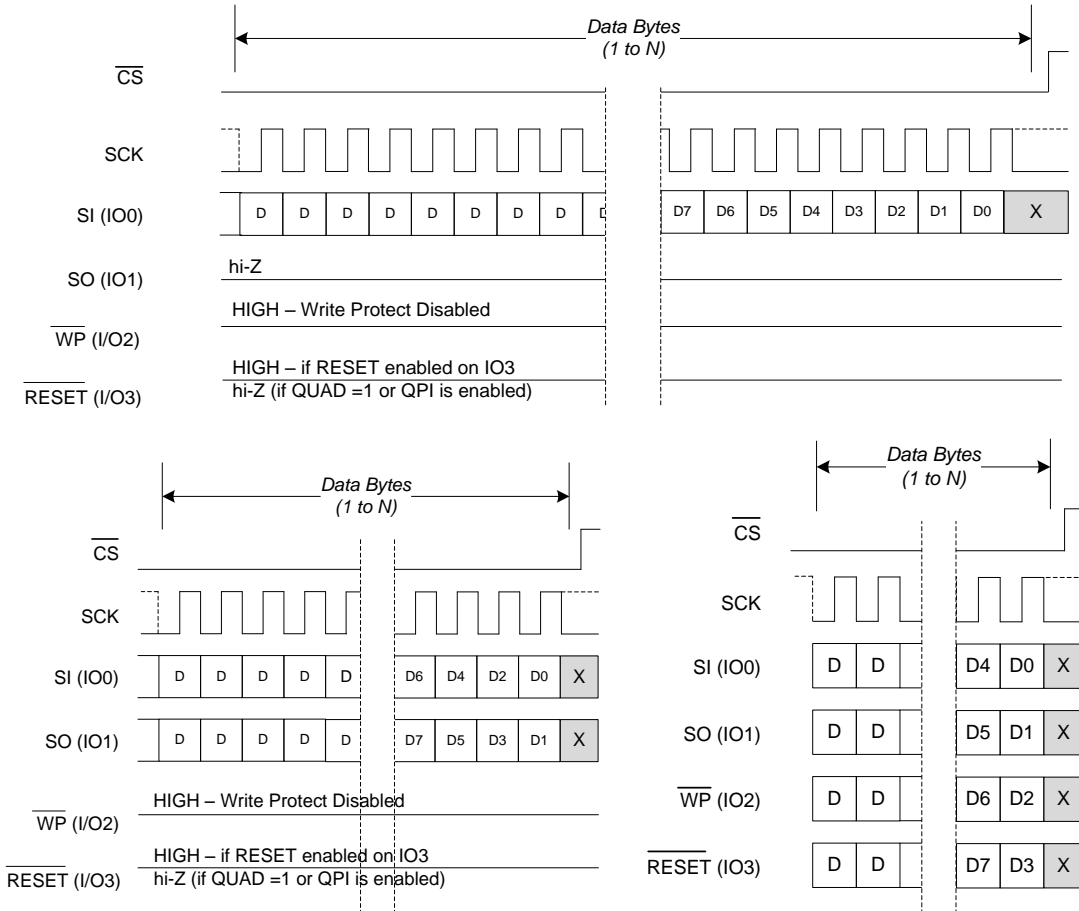 Data Bytes
(1 to N)
CS
SCK
SI (IO0)
D D D D D D D D D7 D6 D5 D4 D3 D2 D1 D0 X
SO (IO1)
hi-Z
HIGH – Write Protect Disabled
WP (I/O2)
HIGH – if RESET enabled on IO3
RESET (I/O3)
hi-Z (if QUAD =1 or QPI is enabled)
Data Bytes
(1 to N)
CS
SCK
SI (IO0)
D D D D D D6 D4 D2 D0 X
SO (IO1)
D D D D D D7 D5 D3 D1 X
HIGH – Write Protect Disabled
WP (I/O2)
HIGH – if RESET enabled on IO3
RESET (I/O3)
hi-Z (if QUAD =1 or QPI is enabled)
Data Bytes
(1 to N)
CS
SCK
SI (IO0)
D D D4 D0 X
SO (IO1)
D D D5 D1 X
WP (IO2)
D D D6 D2 X
RESET (IO3)
D D D7 D3 X